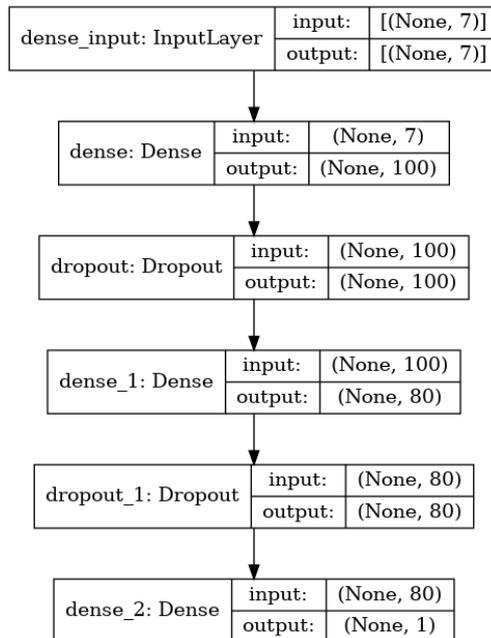 dense_input: InputLayer
input: [(None, 7)]
output: [(None, 7)]
dense: Dense
input: (None, 7)
output: (None, 100)
dropout: Dropout
input: (None, 100)
output: (None, 100)
dense_1: Dense
input: (None, 100)
output: (None, 80)
dropout_1: Dropout
input: (None, 80)
output: (None, 80)
dense_2: Dense
input: (None, 80)
output: (None, 1)